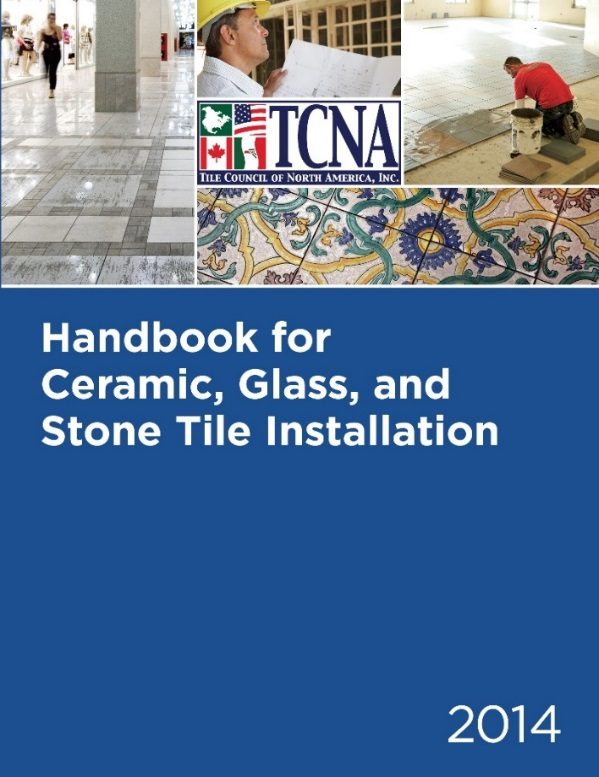 TCNA
TILE COUNCIL OF NORTH AMERICA, INC.
Handbook for
Ceramic, Glass, and
Stone Tile Installation
2014